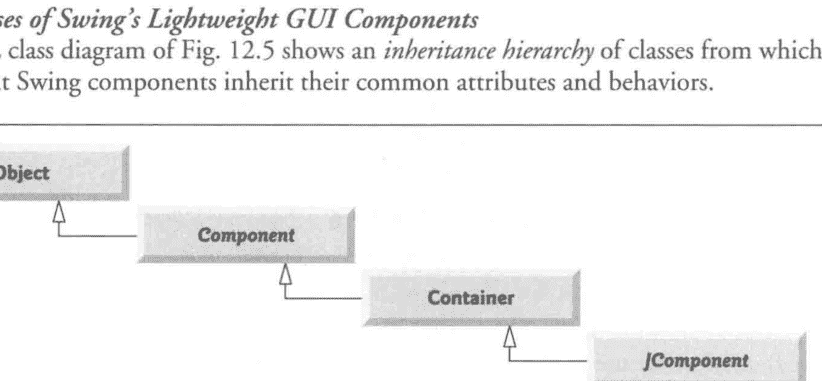 ses of Swing's Lightweight GUI Components
class diagram of Fig. 12.5 shows an inheritance hierarchy of classes from which
t Swing components inherit their common attributes and behaviors.
Object
Component
Container
JComponent